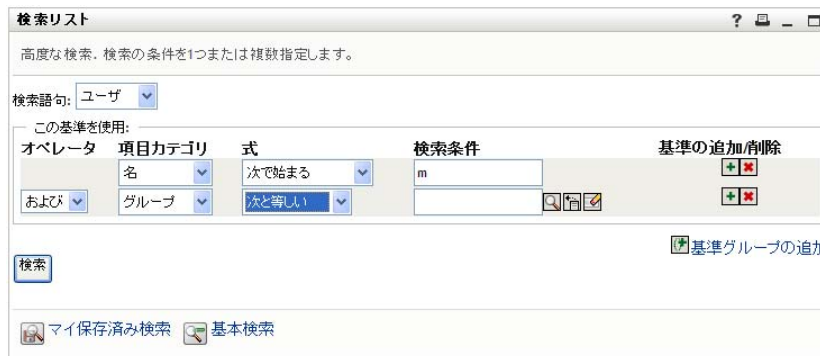 検索リスト ?
高度な検索. 検索の条件を1つまたは複数指定します。
検索語句: ユーザ
この基準を使用:
オペレータ 項目カテゴリ 式 検索条件 基準の追加/削除
名 次で始まる m
および グループ 次と等しい
基準グループの追加
検索
マイ保存済み検索 基本検索